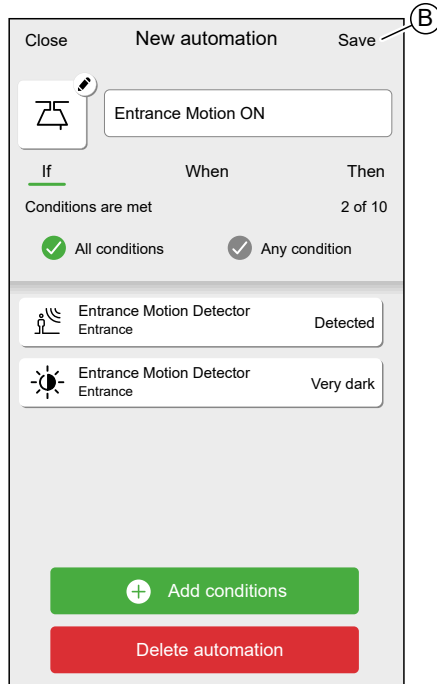 B
Close New automation Save
Entrance Motion ON
If When Then
Conditions are met 2 of 10
All conditions Any condition
Entrance Motion Detector
Entrance
Detected
Entrance Motion Detector
Entrance
Very dark
Add conditions
Delete automation